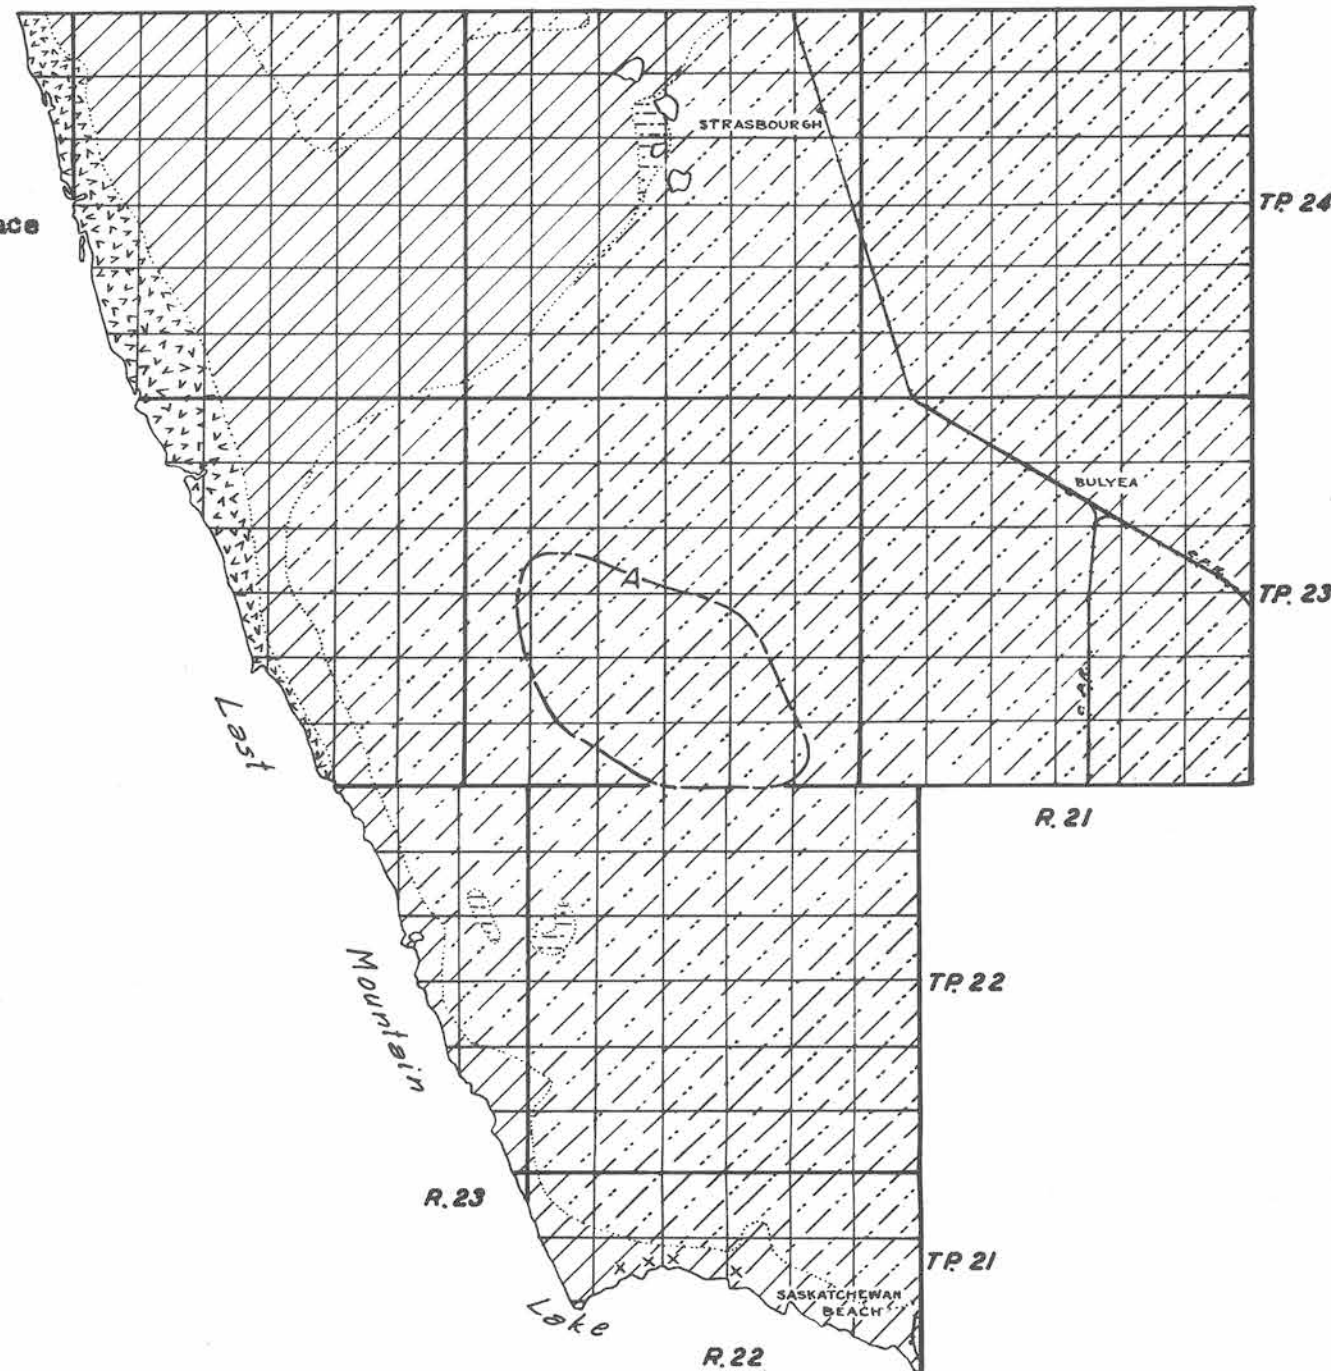 STRASBOURGH
TP. 24
ace
BULYEA
C.P.R.
A
TP. 23
C.P.R.
Last
R. 21
Mountain
TP. 22
R. 23
TP. 21
SASKATCHEWAN
BEACH
Lake
R. 22